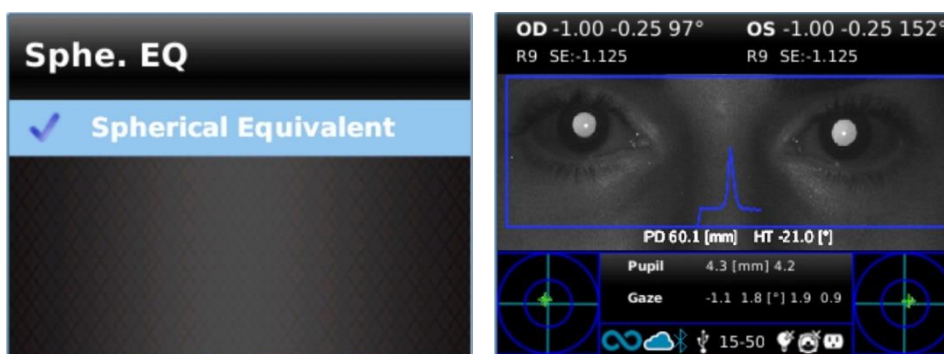 Sphe. EQ
Spherical Equivalent
OD -1.00 -0.25 97° OS -1.00 -0.25 152°
R9 SE:-1.125 R9 SE:-1.125
PD 60.1 [mm] HT -21.0 [°]
Pupil 4.3 [mm] 4.2
Gaze -1.1 1.8 [°] 1.9 0.9
15-50